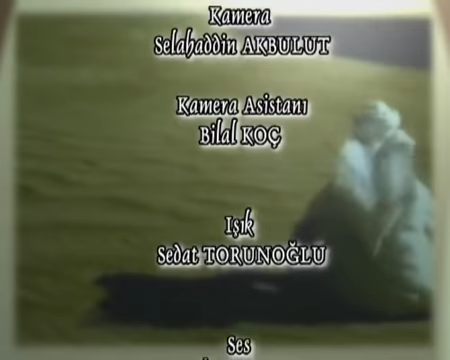 Kamera
Selahaddin AKBULUT
Kamera Asistanı
Bilal KOÇ
Işık
Sedat TORUNOĞLU
Ses